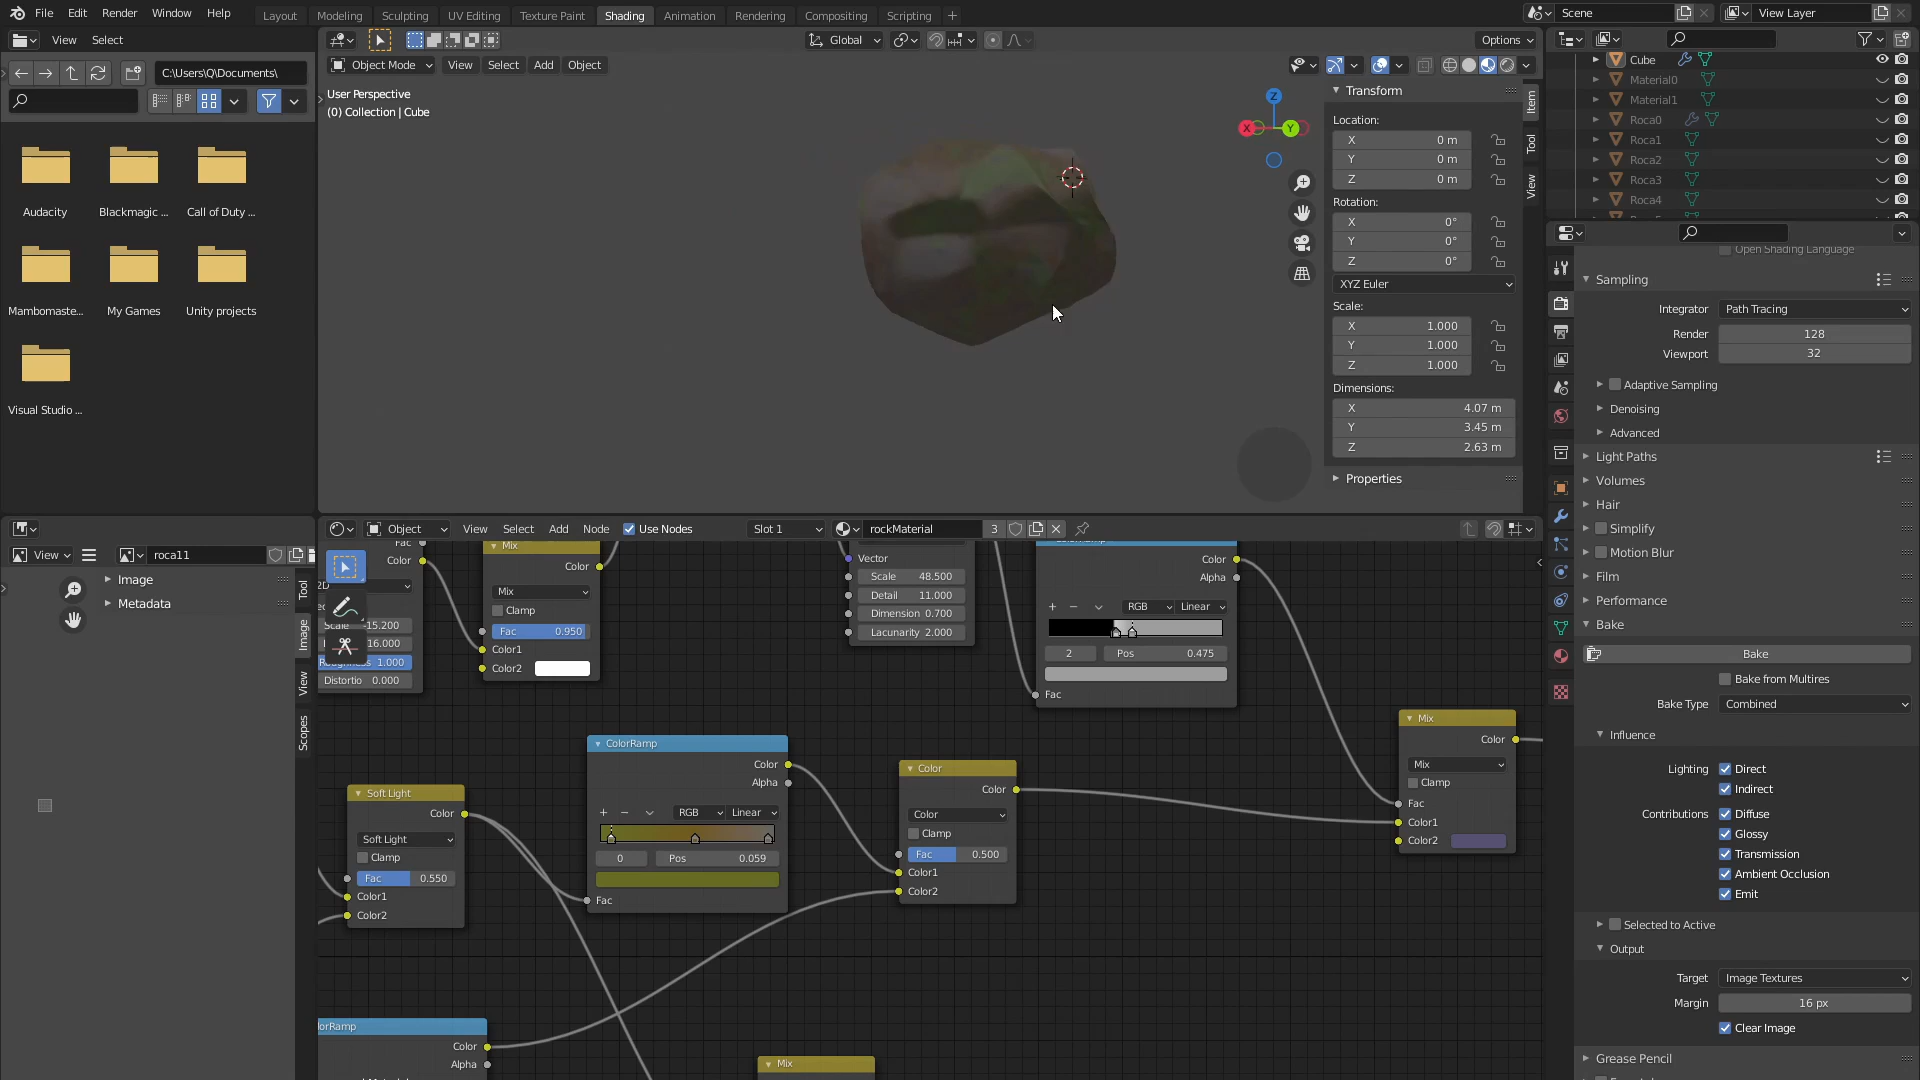 File Edit Render Window Help
Layout Modeling Sculpting UV Editing Texture Paint Shading Animation Rendering Compositing Scripting +
Scene
View Layer
View Select
C:\Users\Q\Documents\
Audacity
Blackmagic ...
Call of Duty ...
Mambomaste...
My Games
Unity projects
Visual Studio ...
Global
Options
Object Mode View Select Add Object
User Perspective
(0) Collection | Cube
Z
X
Y
Transform
Location:
X 0 m
Y 0 m
Z 0 m
Rotation:
X 0°
Y 0°
Z 0°
XYZ Euler
Scale:
X 1.000
Y 1.000
Z 1.000
Dimensions:
X 4.07 m
Y 3.45 m
Z 2.63 m
Properties
Item
Tool
View
Cube
Material0
Material1
Roca0
Roca1
Roca2
Roca3
Roca4
Open Shading Language
Sampling
Integrator Path Tracing
Render 128
Viewport 32
Adaptive Sampling
Denoising
Advanced
Light Paths
Volumes
Hair
Simplify
Motion Blur
Film
Performance
Bake
Bake
Bake from Multires
Bake Type Combined
Influence
Lighting Direct
Indirect
Contributions Diffuse
Glossy
Transmission
Ambient Occlusion
Emit
Selected to Active
Output
Target Image Textures
Margin 16 px
Clear Image
Grease Pencil
View
roca11
Image
Metadata
Tool
Image
View
Scopes
Object View Select Add Node Use Nodes Slot 1 rockMaterial 3
Fac
Color
2D
Scale -15.200
16.000
Roughness 1.000
Distortio 0.000
Mix
Color
Mix
Clamp
Fac 0.950
Color1
Color2
Vector
Scale 48.500
Detail 11.000
Dimension 0.700
Lacunarity 2.000
Color
Alpha
RGB Linear
2 Pos 0.475
Fac
Mix
Color
Mix
Clamp
Fac
Color1
Color2
ColorRamp
Color
Alpha
RGB Linear
0 Pos 0.059
Fac
Color
Color
Color
Clamp
Fac 0.500
Color1
Color2
Soft Light
Color
Soft Light
Clamp
Fac 0.550
Color1
Color2
lorRamp
Color
Alpha
Mix